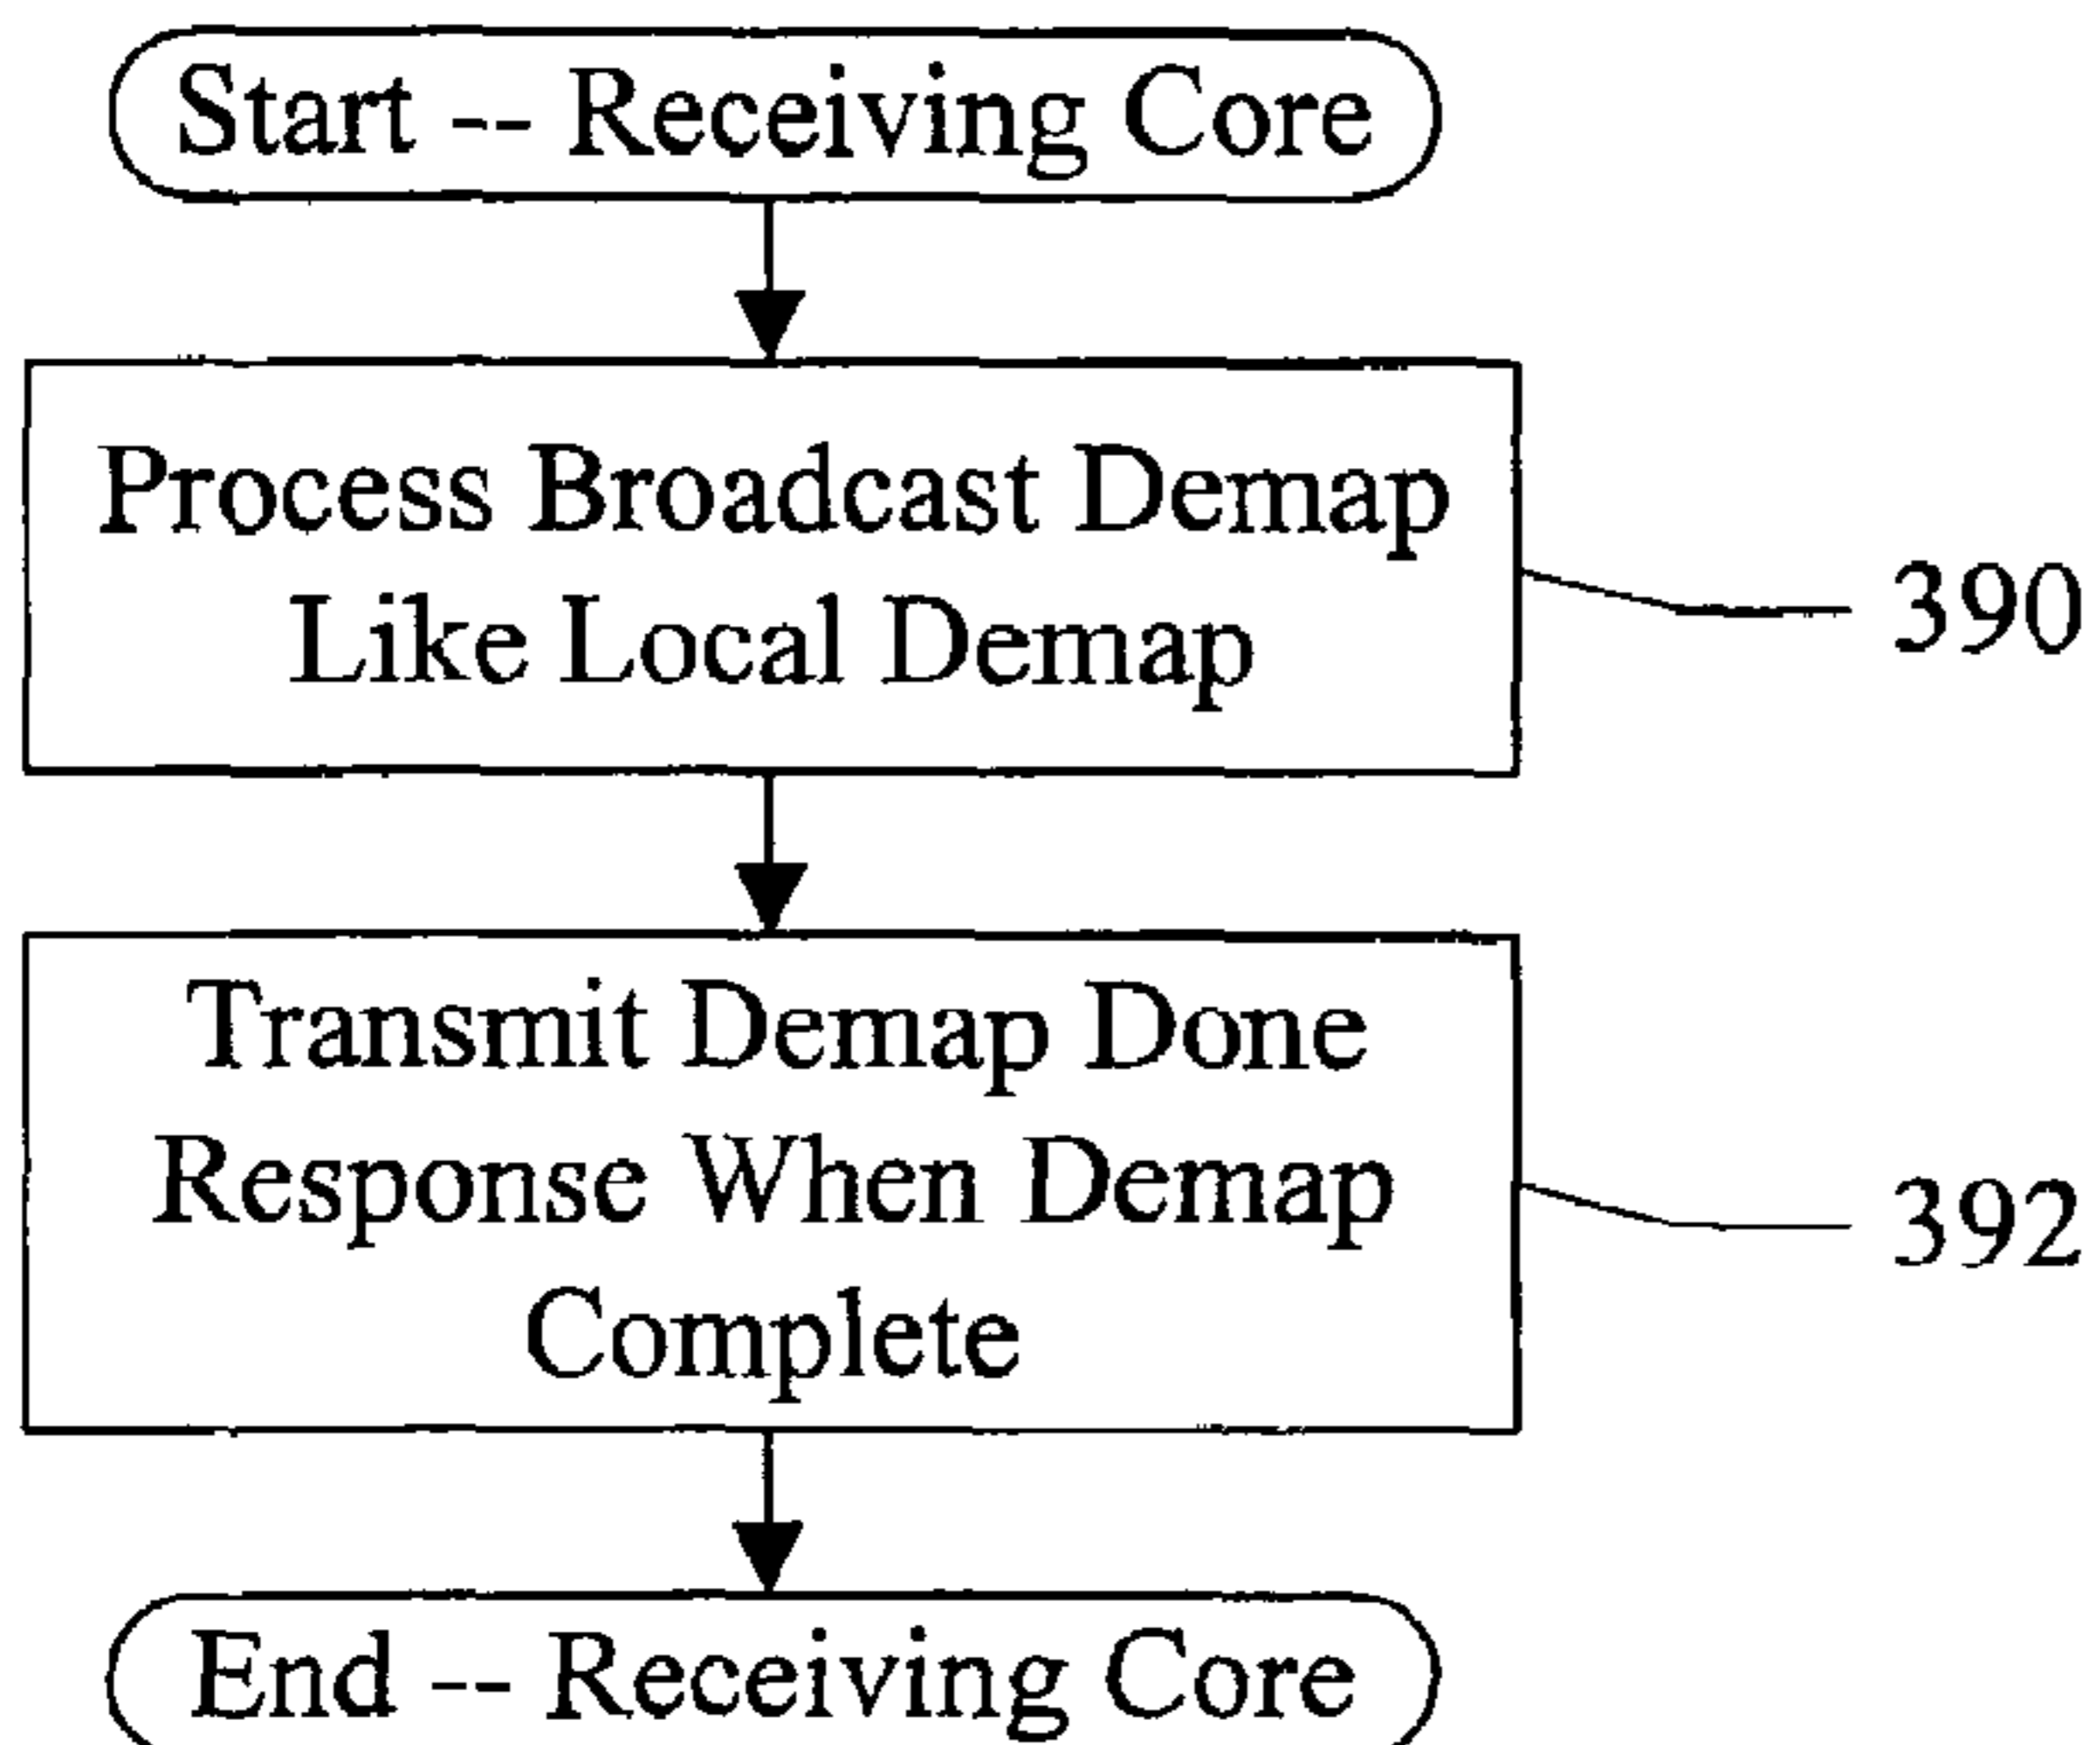 Start -- Receiving Core
Process Broadcast Demap
Like Local Demap
390
Transmit Demap Done
Response When Demap
Complete
392
End -- Receiving Core